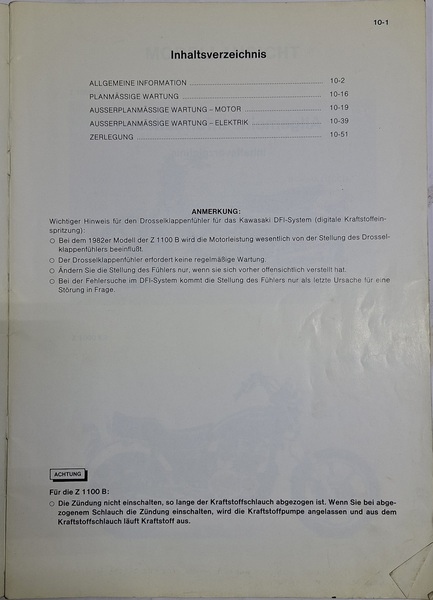 10-1
Inhaltsverzeichnis
ALLGEMEINE INFORMATION ........ 10-2
PLANMÄSSIGE WARTUNG ........ 10-16
AUSSERPLANMÄSSIGE WARTUNG – MOTOR ........ 10-19
AUSSERPLANMÄSSIGE WARTUNG – ELEKTRIK ........ 10-39
ZERLEGUNG ........ 10-51
ANMERKUNG:
Wichtiger Hinweis für den Drosselklappenfühler für das Kawasaki DFI-System (digitale Kraftstoffein-
spritzung):
○ Bei dem 1982er Modell der Z 1100 B wird die Motorleistung wesentlich von der Stellung des Drossel-
klappenfühlers beeinflußt.
○ Der Drosselklappenfühler erfordert keine regelmäßige Wartung.
○ Ändern Sie die Stellung des Fühlers nur, wenn sie sich vorher offensichtlich verstellt hat.
○ Bei der Fehlersuche im DFI-System kommt die Stellung des Fühlers nur als letzte Ursache für eine
Störung in Frage.
ACHTUNG
Für die Z 1100 B:
○ Die Zündung nicht einschalten, so lange der Kraftstoffschlauch abgezogen ist. Wenn Sie bei abge-
zogenem Schlauch die Zündung einschalten, wird die Kraftstoffpumpe angelassen und aus dem
Kraftstoffschlauch läuft Kraftstoff aus.